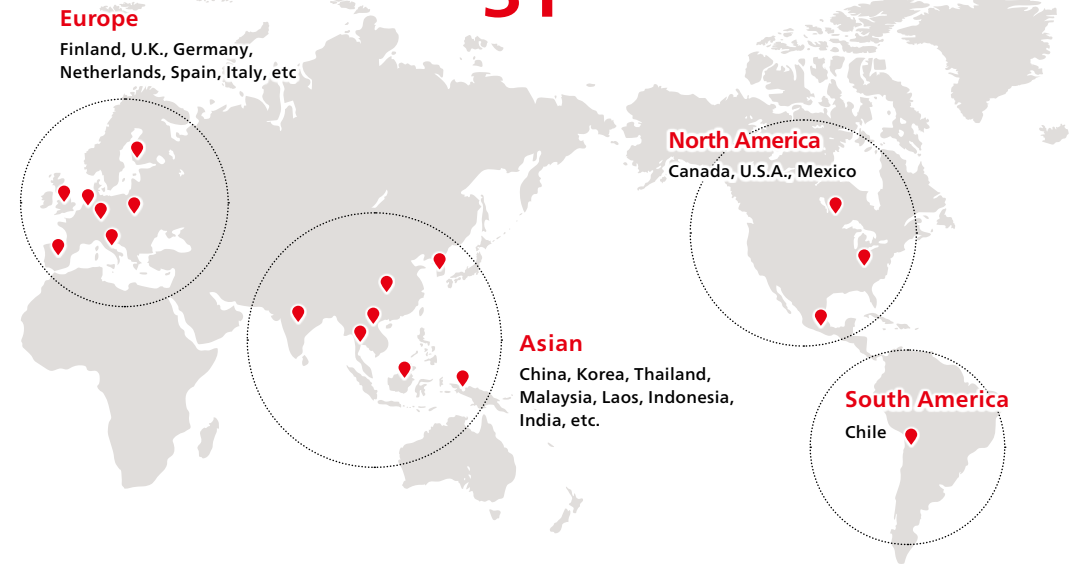 Europe
Finland, U.K., Germany,
Netherlands, Spain, Italy, etc
North America
Canada, U.S.A., Mexico
Asian
China, Korea, Thailand,
Malaysia, Laos, Indonesia,
India, etc.
South America
Chile